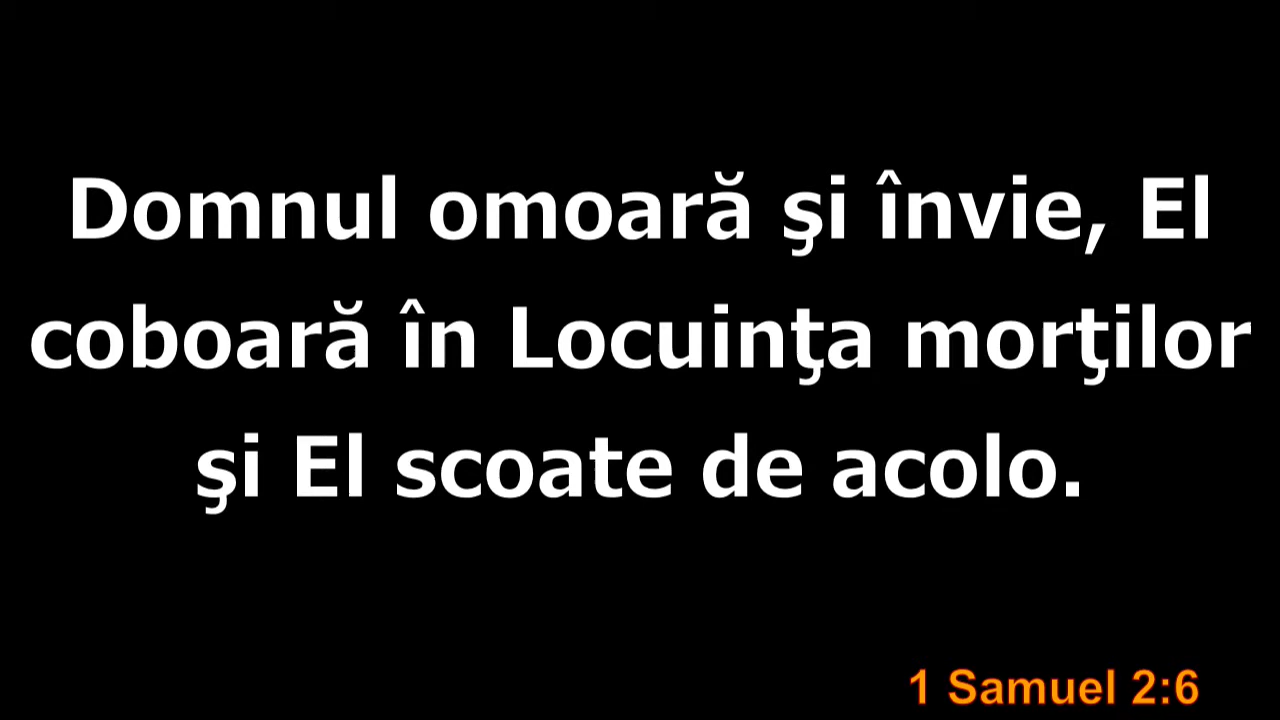 Domnul omoară şi învie, El
coboară în Locuinţa morţilor
şi El scoate de acolo.
1 Samuel 2:6